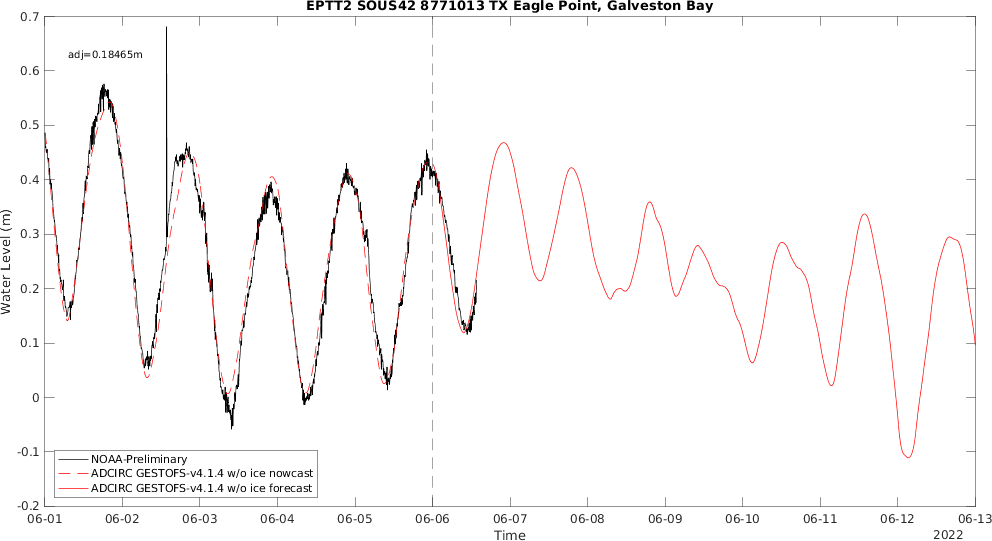 EPTT2 SOUS42 8771013 TX Eagle Point, Galveston Bay
0.7
adj=0.18465m
0.6
0.5
0.4
0.3
0.2
0.1
0
-0.1
-0.2
Water Level (m)
NOAA-Preliminary
ADCIRC GESTOFS-v4.1.4 w/o ice nowcast
ADCIRC GESTOFS-v4.1.4 w/o ice forecast
06-01 06-02 06-03 06-04 06-05 06-06 06-07 06-08 06-09 06-10 06-11 06-12 06-13
Time
2022